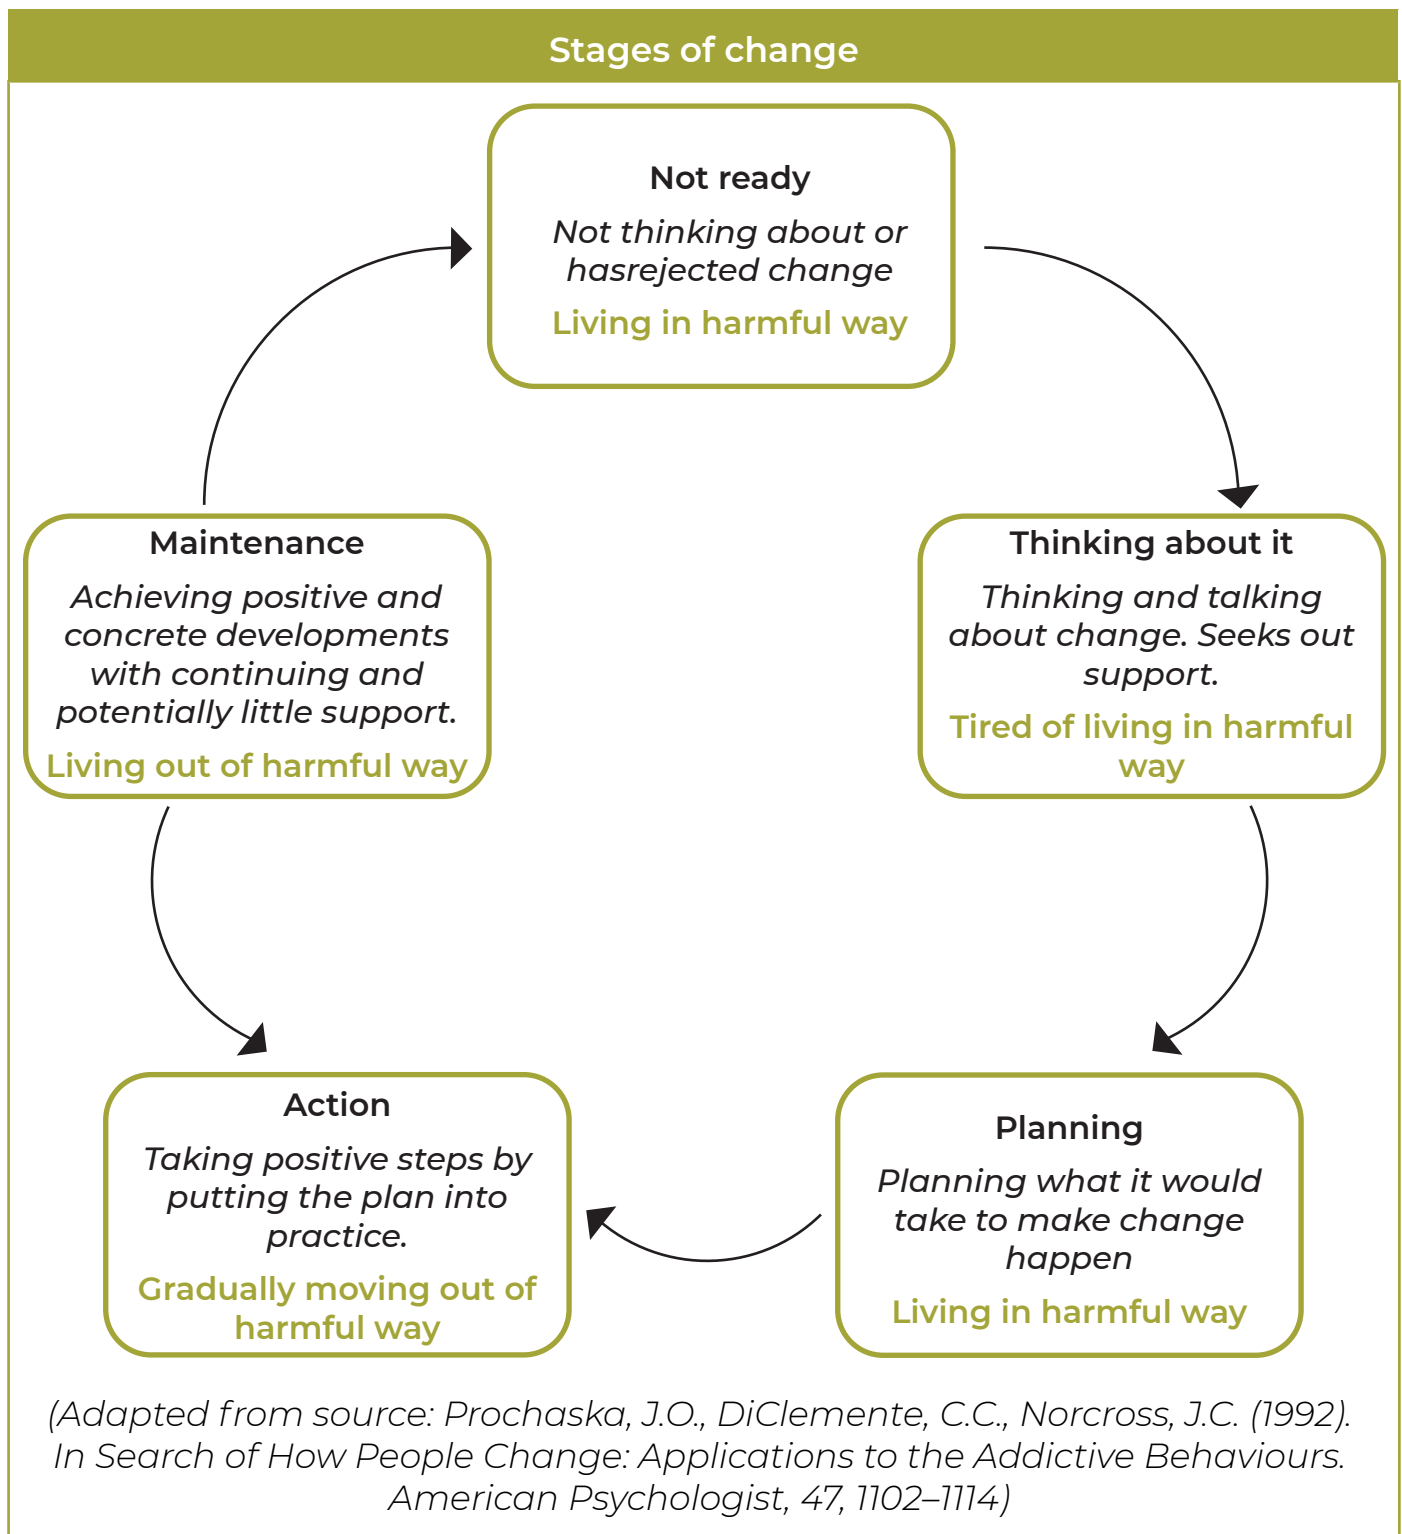 Stages of change
Not ready
Not thinking about or
hasrejected change
Living in harmful way
Thinking about it
Thinking and talking
about change. Seeks out
support.
Tired of living in harmful
way
Planning
Planning what it would
take to make change
happen
Living in harmful way
Action
Taking positive steps by
putting the plan into
practice.
Gradually moving out of
harmful way
Maintenance
Achieving positive and
concrete developments
with continuing and
potentially little support.
Living out of harmful way
(Adapted from source: Prochaska, J.O., DiClemente, C.C., Norcross, J.C. (1992).
In Search of How People Change: Applications to the Addictive Behaviours.
American Psychologist, 47, 1102–1114)